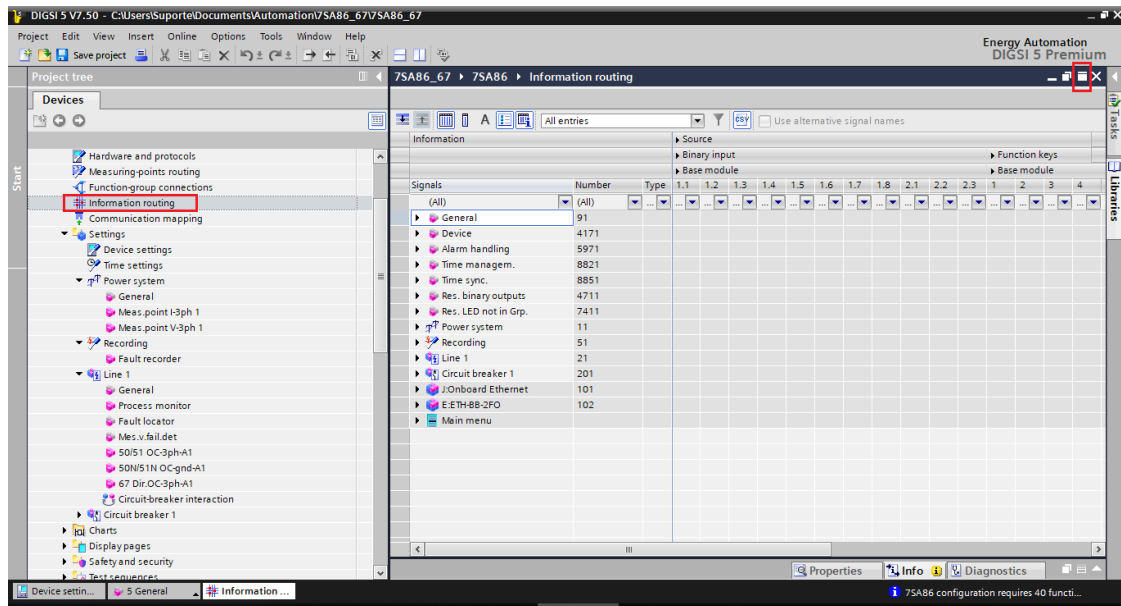 DIGSI 5 V7.50 - C:\Users\Suporte\Documents\Automation\7SA86_67\7SA86_67
Project Edit View Insert Online Options Tools Window Help
Energy Automation
DIGSI 5 Premium
Save project
Project tree
7SA86_67 ▸ 7SA86 ▸ Information routing
Devices
Start
Hardware and protocols
Measuring-points routing
Function-group connections
Information routing
Communication mapping
Settings
Device settings
Time settings
Power system
General
Meas.point I-3ph 1
Meas.point V-3ph 1
Recording
Fault recorder
Line 1
General
Process monitor
Fault locator
Mes.v.fail.det
50/51 OC-3ph-A1
50N/51N OC-gnd-A1
67 Dir.OC-3ph-A1
Circuit-breaker interaction
Circuit breaker 1
Charts
Display pages
Safety and security
Test sequences
All entries
CSV
Use alternative signal names
Information Source
Binary input Function keys
Base module Base module
Signals Number Type 1.1 1.2 1.3 1.4 1.5 1.6 1.7 1.8 2.1 2.2 2.3 1 2 3 4
(All) (All) ... ... ... ... ... ... ... ... ... ... ... ... ... ... ... ...
General 91
Device 4171
Alarm handling 5971
Time managem. 8821
Time sync. 8851
Res. binary outputs 4711
Res. LED not in Grp. 7411
Power system 11
Recording 51
Line 1 21
Circuit breaker 1 201
J:Onboard Ethernet 101
E:ETH-BB-2FO 102
Main menu
Tasks
Libraries
Properties Info Diagnostics
Device settin... 5 General Information ...
7SA86 configuration requires 40 functi...